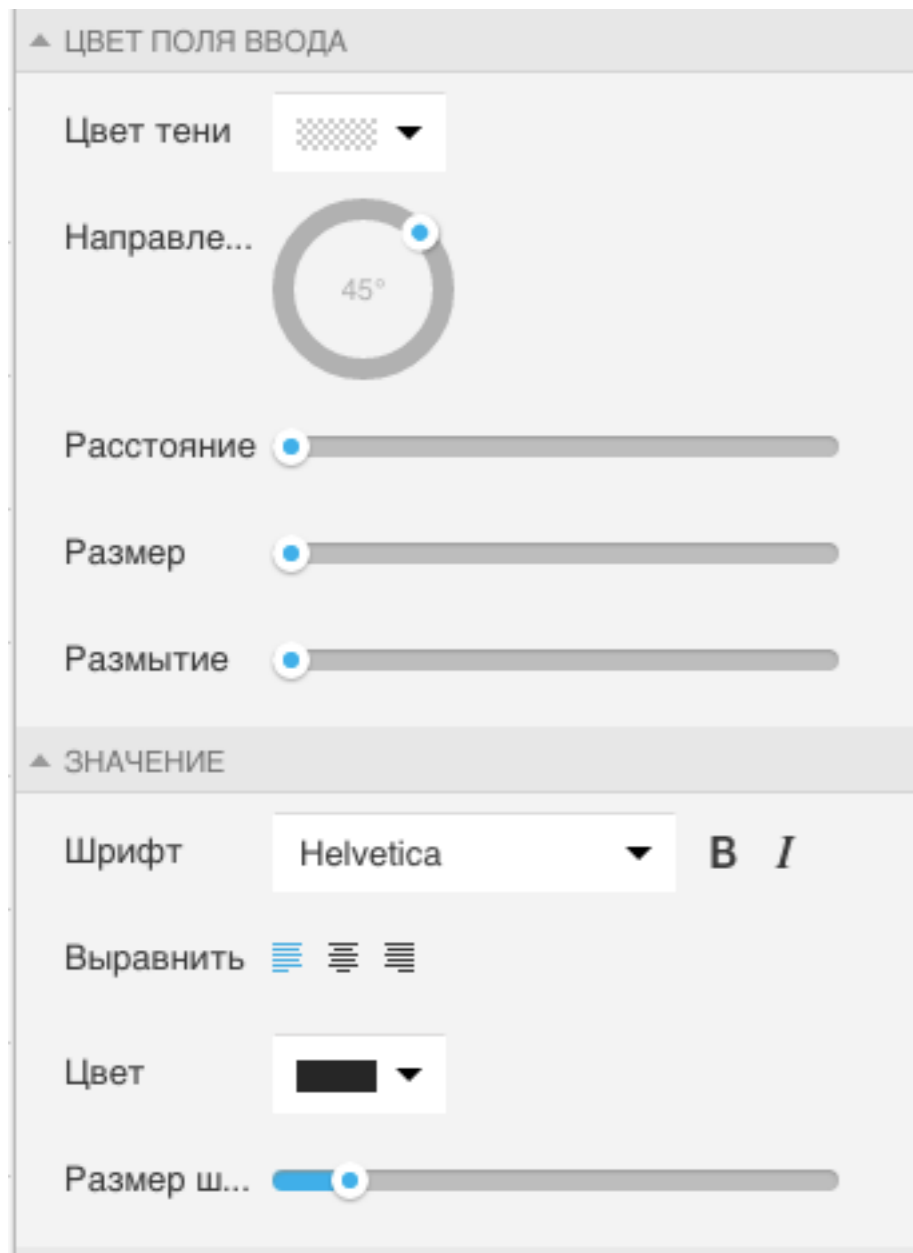 ЦВЕТ ПОЛЯ ВВОДА
Цвет тени
Направле...
45°
Расстояние
Размер
Размытие
ЗНАЧЕНИЕ
Шрифт Helvetica B I
Выравнить
Цвет
Размер ш...